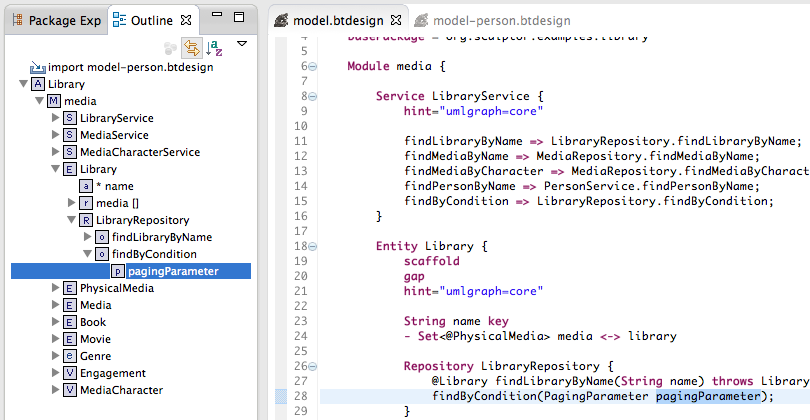 Package Exp
Outline
import model-person.btdesign
A Library
M media
S LibraryService
S MediaService
S MediaCharacterService
E Library
a * name
r media []
R LibraryRepository
o findLibraryByName
o findByCondition
p pagingParameter
E PhysicalMedia
E Media
E Book
E Movie
e Genre
V Engagement
V MediaCharacter
model.btdesign
model-person.btdesign
4 basePackage = org.sculptor.examples.library
5
6 Module media {
7
8 Service LibraryService {
9 hint="umlgraph=core"
10
11 findLibraryByName => LibraryRepository.findLibraryByName;
12 findMediaByName => MediaRepository.findMediaByName;
13 findMediaByCharacter => MediaRepository.findMediaByCharact
14 findPersonByName => PersonService.findPersonByName;
15 findByCondition => LibraryRepository.findByCondition;
16 }
17
18 Entity Library {
19 scaffold
20 gap
21 hint="umlgraph=core"
22
23 String name key
24 - Set<@PhysicalMedia> media <-> library
25
26 Repository LibraryRepository {
27 @Library findLibraryByName(String name) throws Library
28 findByCondition(PagingParameter pagingParameter);
29 }